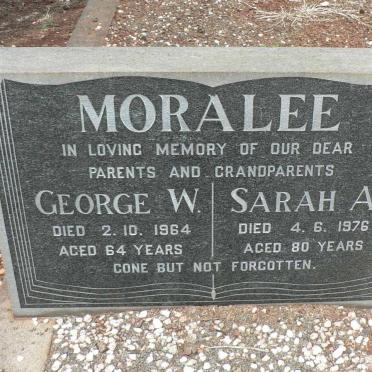 MORALEE
IN LOVING MEMORY OF OUR DEAR
PARENTS AND GRANDPARENTS
GEORGE W.
DIED 2.10.1964
AGED 64 YEARS
SARAH A
DIED 4.6.1976
AGED 80 YEARS
GONE BUT NOT FORGOTTEN.